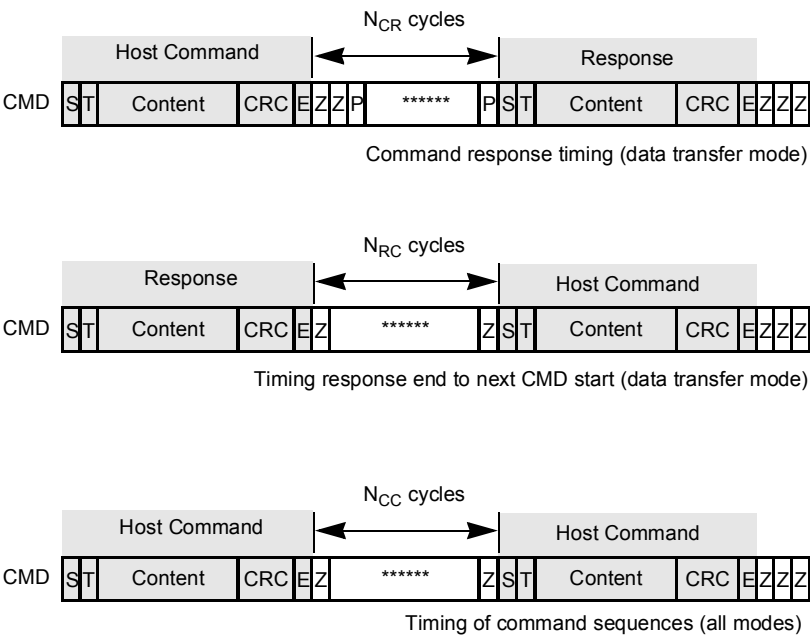 N_CR cycles
Host Command Response
CMD S T Content CRC E Z Z P ****** P S T Content CRC E Z Z Z
Command response timing (data transfer mode)
N_RC cycles
Response Host Command
CMD S T Content CRC E Z ****** Z S T Content CRC E Z Z Z
Timing response end to next CMD start (data transfer mode)
N_CC cycles
Host Command Host Command
CMD S T Content CRC E Z ****** Z S T Content CRC E Z Z Z
Timing of command sequences (all modes)